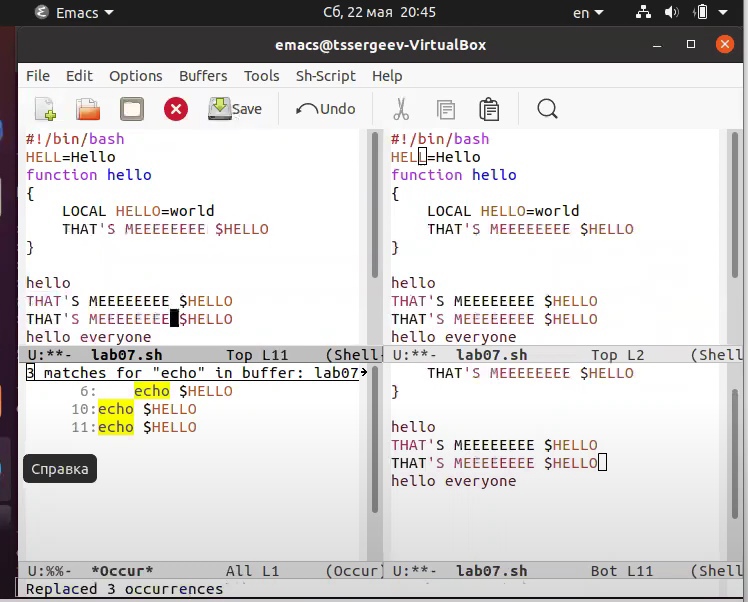 Emacs Сб, 22 мая 20:45 en
emacs@tssergeev-VirtualBox
File Edit Options Buffers Tools Sh-Script Help
Save Undo
#!/bin/bash
HELL=Hello
function hello
{
    LOCAL HELLO=world
    THAT'S MEEEEEEEE $HELLO
}
hello
THAT'S MEEEEEEEE $HELLO
THAT'S MEEEEEEEE $HELLO
hello everyone
U:**- lab07.sh Top L11 (Shell
3 matches for "echo" in buffer: lab07
6:    echo $HELLO
10:echo $HELLO
11:echo $HELLO
Справка
U:%%- *Occur* All L1 (Occur)
#!/bin/bash
HELL=Hello
function hello
{
    LOCAL HELLO=world
    THAT'S MEEEEEEEE $HELLO
}
hello
THAT'S MEEEEEEEE $HELLO
THAT'S MEEEEEEEE $HELLO
hello everyone
U:**- lab07.sh Top L2 (Shell
    THAT'S MEEEEEEEE $HELLO
}
hello
THAT'S MEEEEEEEE $HELLO
THAT'S MEEEEEEEE $HELLO
hello everyone
U:**- lab07.sh Bot L11 (Shell
Replaced 3 occurrences